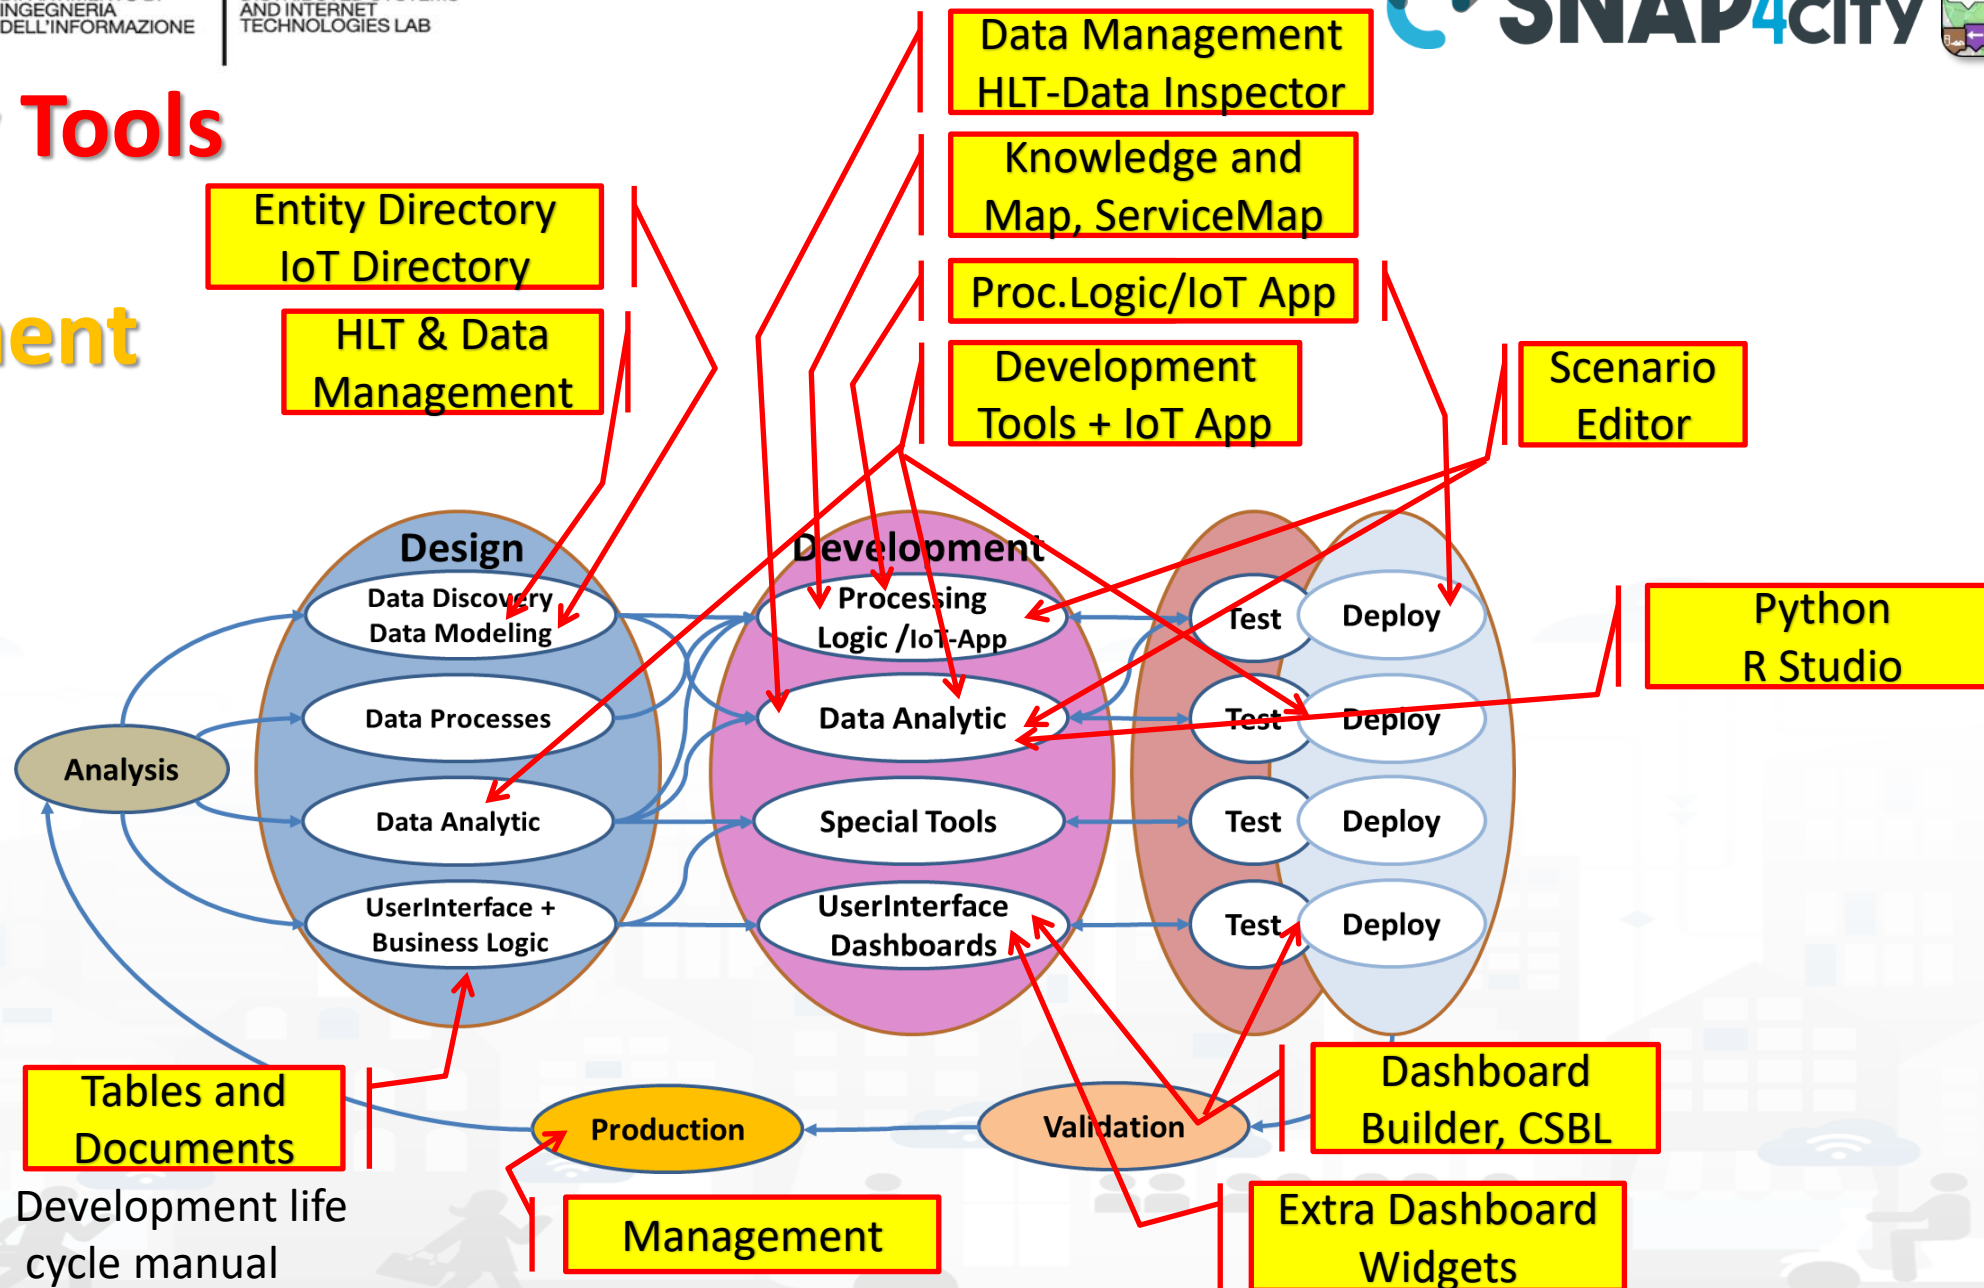 INGEGNERIA
DELL'INFORMAZIONE
AND INTERNET
TECHNOLOGIES LAB
SNAP4CITY
Tools
Data Management
HLT-Data Inspector
Knowledge and
Map, ServiceMap
Entity Directory
IoT Directory
Proc.Logic/IoT App
HLT & Data
Management
Development
Tools + IoT App
Scenario
Editor
Design
Development
Data Discovery
Data Modeling
Processing
Logic /IoT-App
Test
Deploy
Python
R Studio
Data Processes
Data Analytic
Test
Deploy
Analysis
Data Analytic
Special Tools
Test
Deploy
UserInterface +
Business Logic
UserInterface
Dashboards
Test
Deploy
Tables and
Documents
Development life
cycle manual
Production
Validation
Dashboard
Builder, CSBL
Management
Extra Dashboard
Widgets